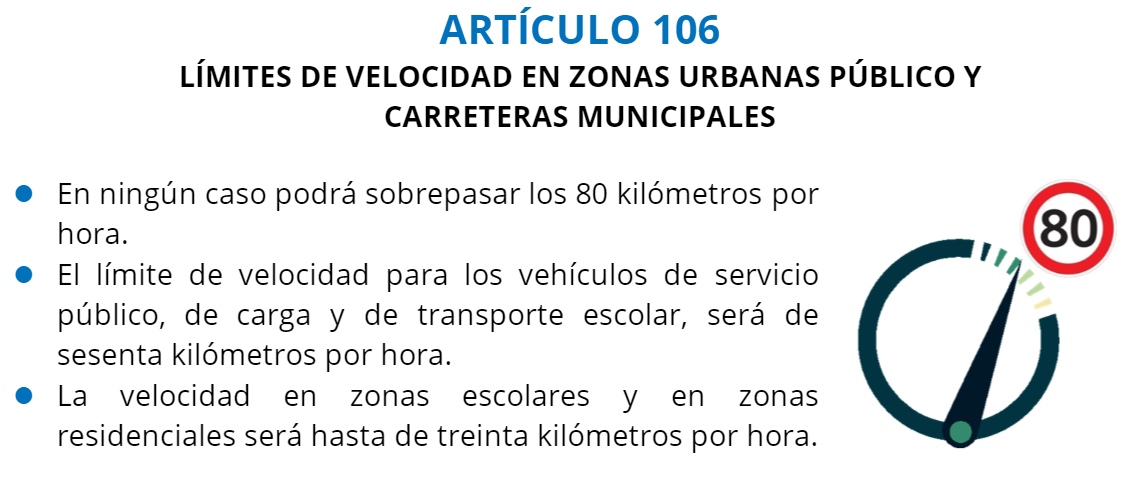 ARTÍCULO 106
LÍMITES DE VELOCIDAD EN ZONAS URBANAS PÚBLICO Y
CARRETERAS MUNICIPALES
En ningún caso podrá sobrepasar los 80 kilómetros por
hora.
El límite de velocidad para los vehículos de servicio
público, de carga y de transporte escolar, será de
sesenta kilómetros por hora.
La velocidad en zonas escolares y en zonas
residenciales será hasta de treinta kilómetros por hora.
80